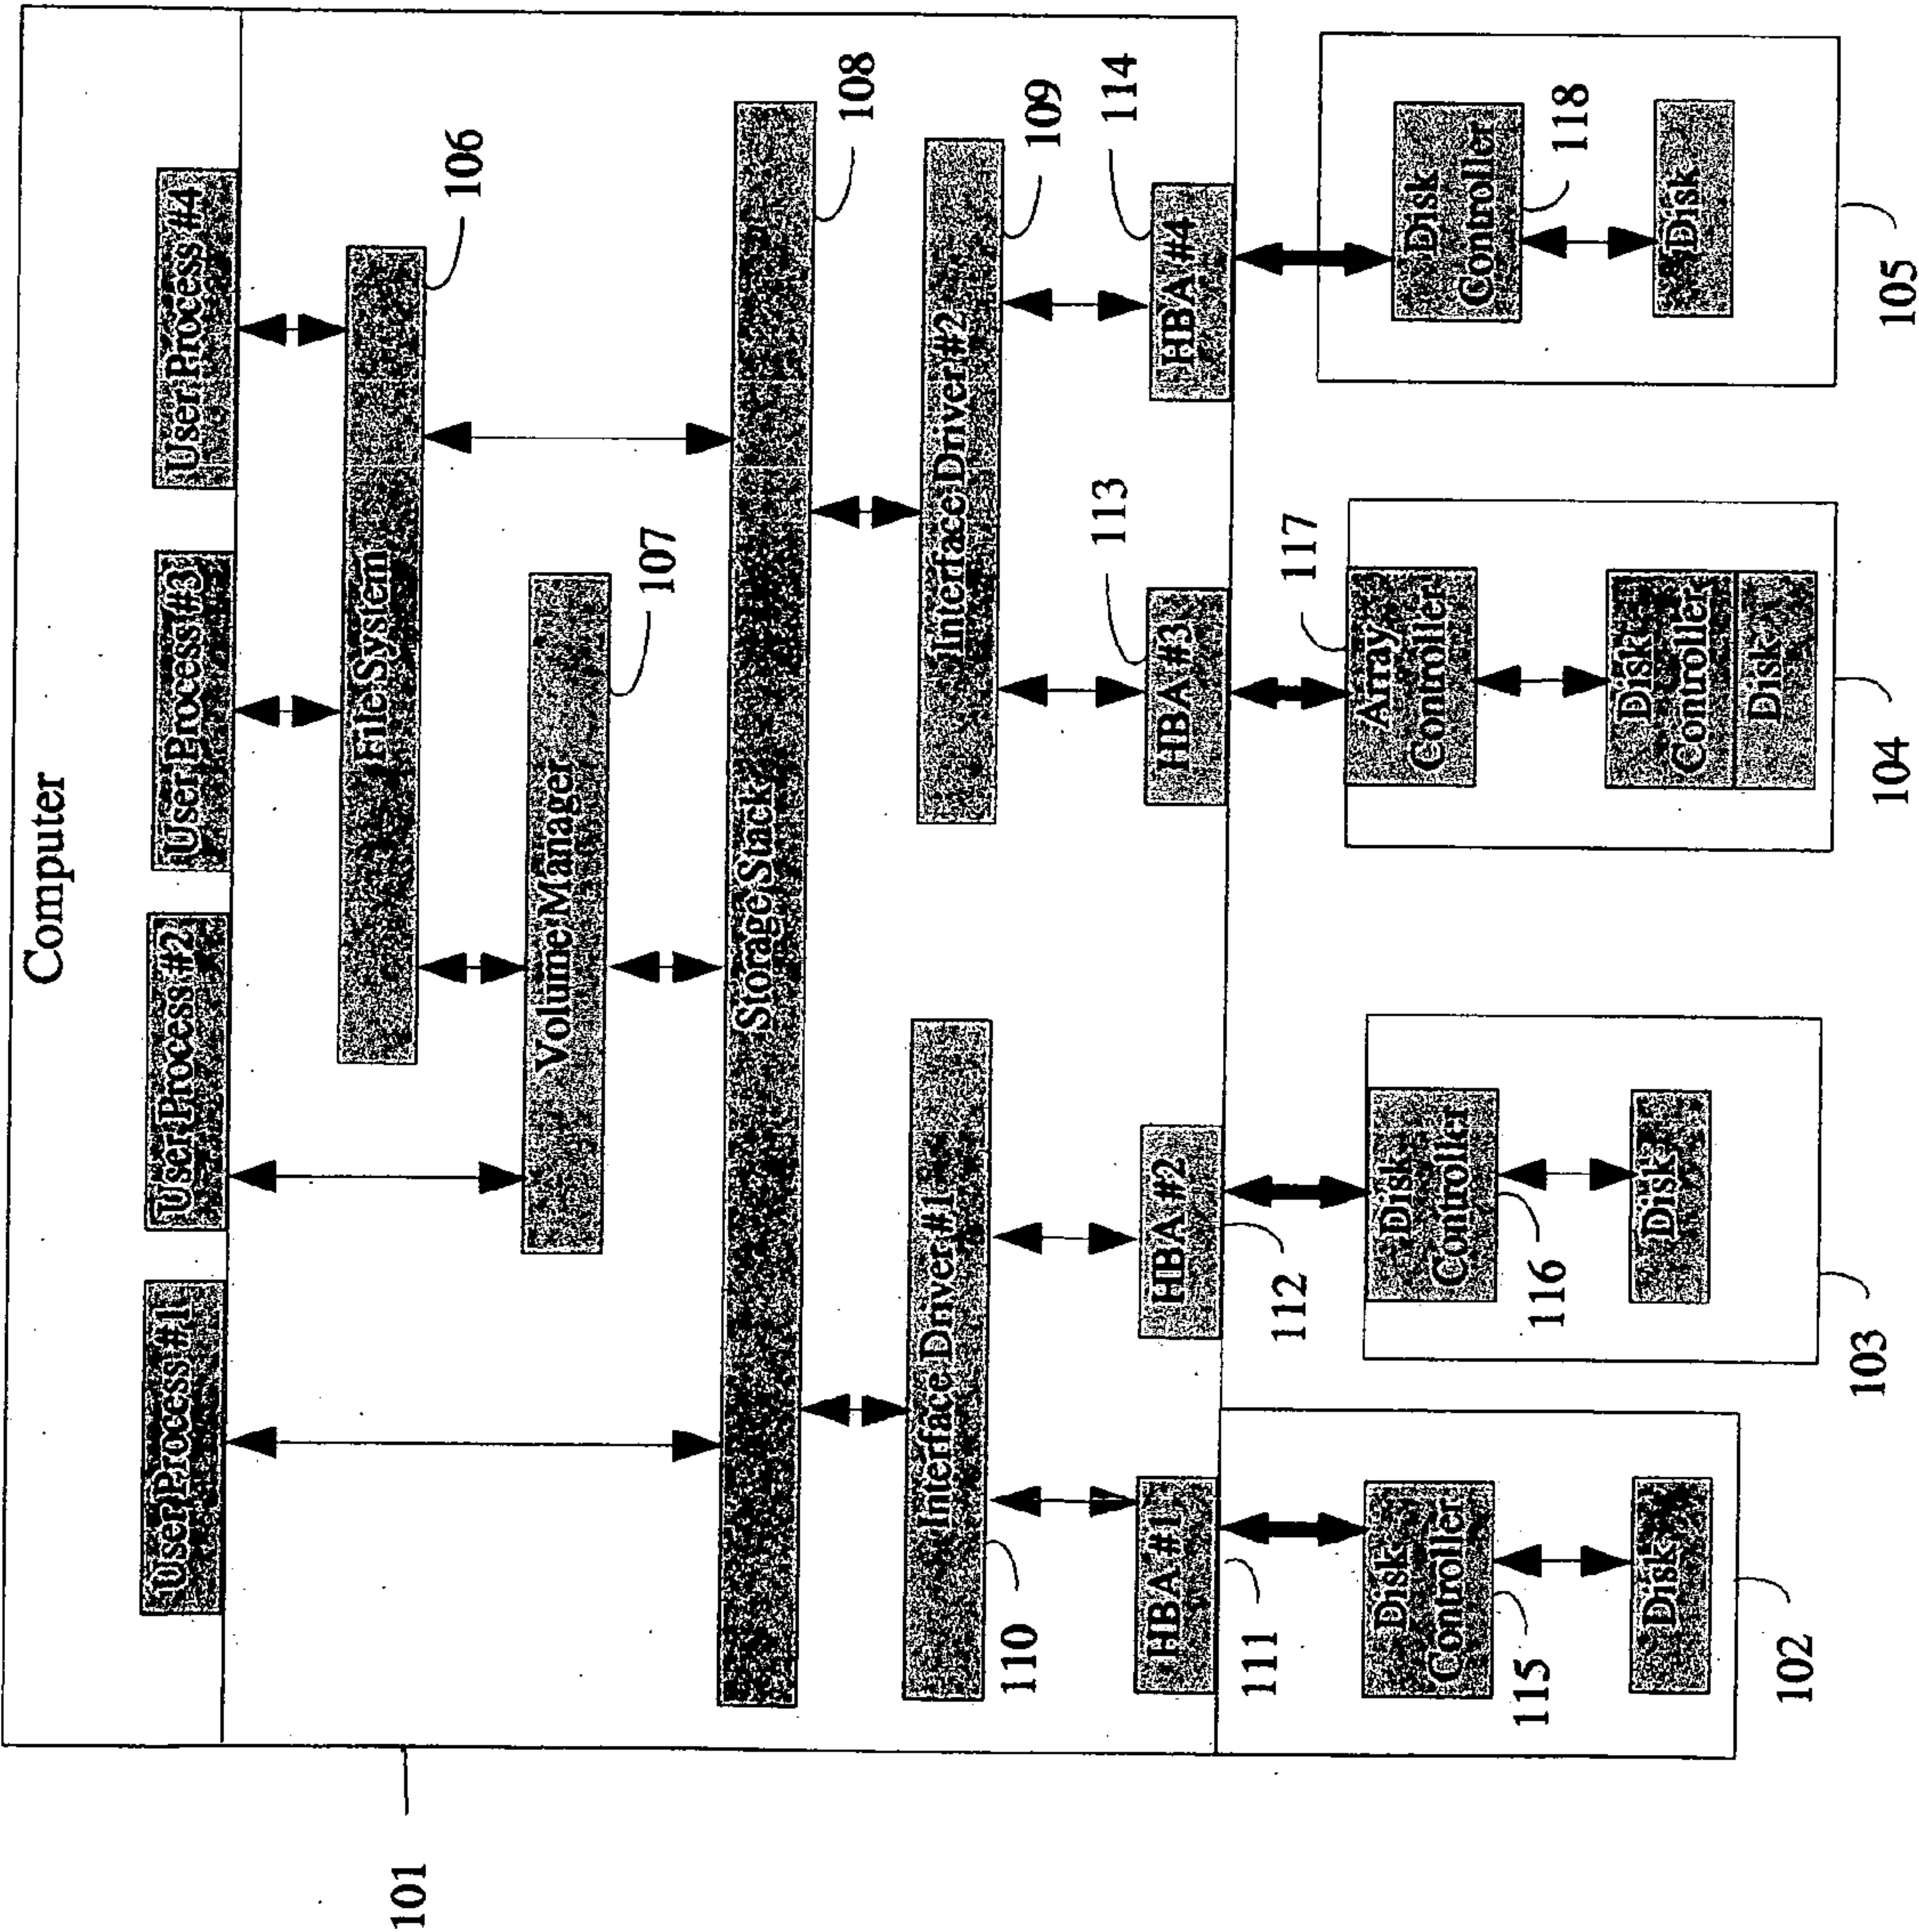 Computer
User Process #1
User Process #2
User Process #3
User Process #4
101
File System
106
Volume Manager
107
Storage Stack
108
Interface Driver #1
110
Interface Driver #2
109
HBA #1
111
HBA #2
112
HBA #3
113
HBA #4
114
Disk
Controller
115
Disk
102
Disk
Controller
116
Disk
103
Array
Controller
117
Disk
Controller
Disk
104
Disk
Controller
118
Disk
105